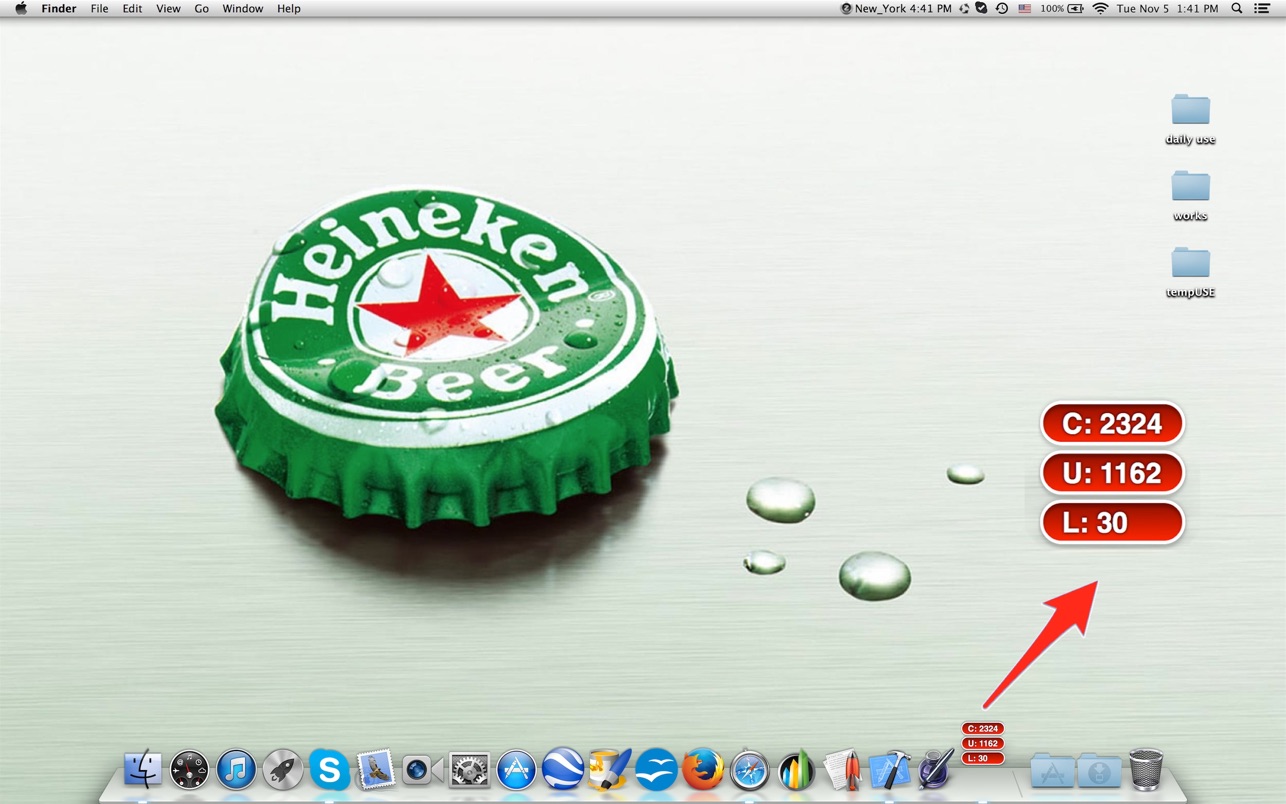 Finder File Edit View Go Window Help New_York 4:41 PM 100% Tue Nov 5 1:41 PM
daily use
works
tempUSE
Heineken ®
Beer
C: 2324
U: 1162
L: 30
C: 2324
U: 1162
L: 30
S